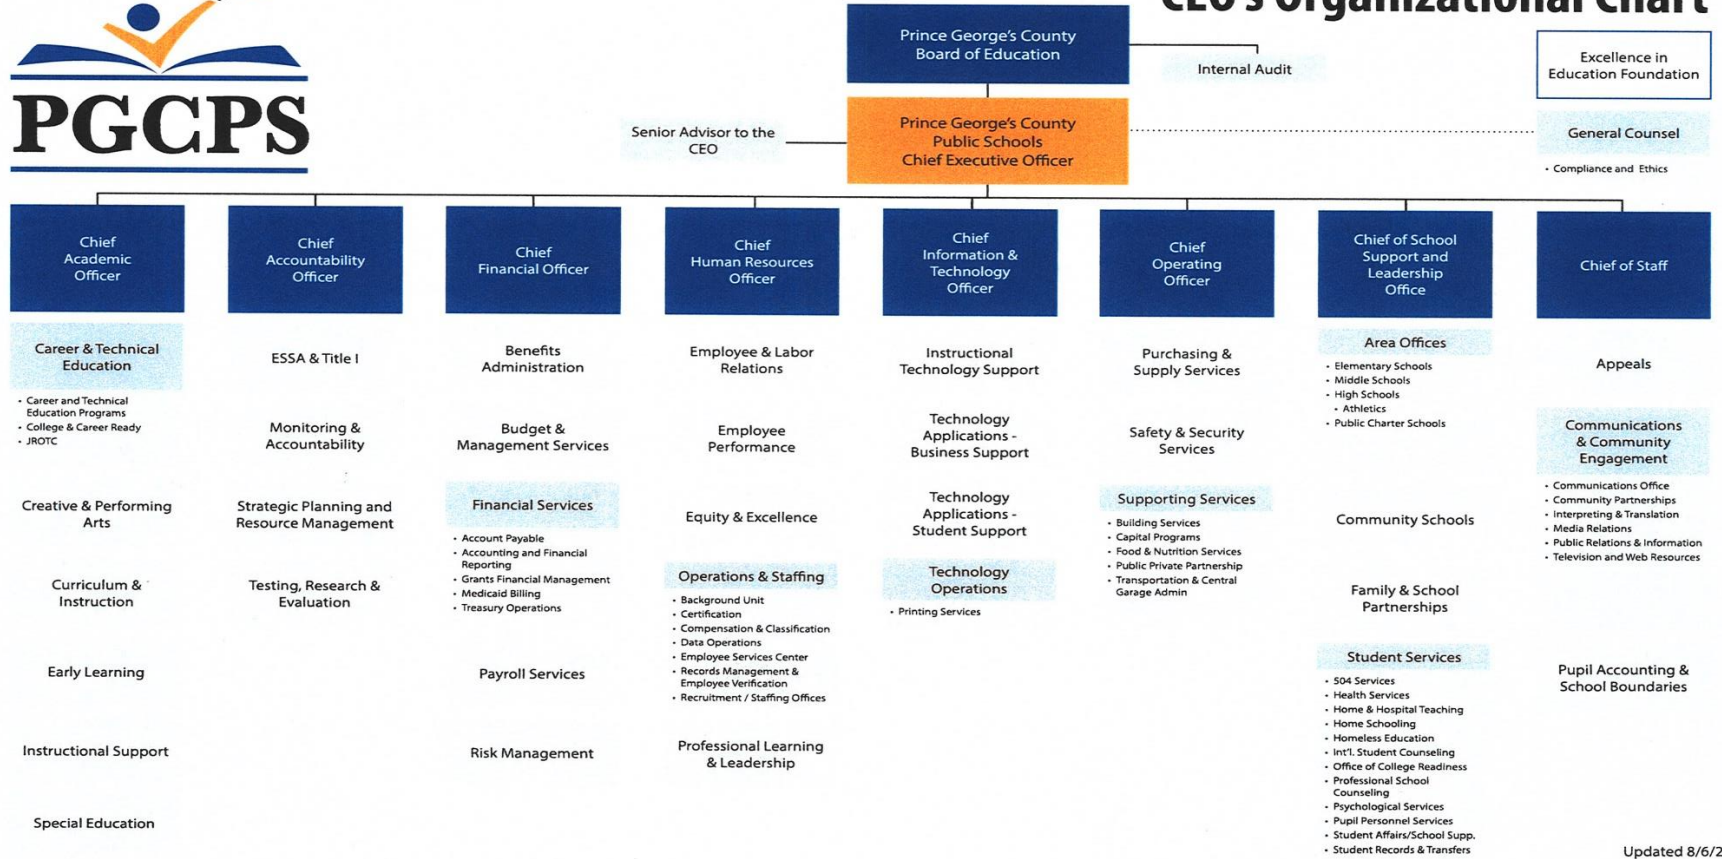 CEO's Organizational Chart
PGCPS
Prince George's County
Board of Education
Internal Audit
Excellence in
Education Foundation
Senior Advisor to the
CEO
Prince George's County
Public Schools
Chief Executive Officer
General Counsel
• Compliance and Ethics
Chief
Academic
Officer
Career & Technical
Education
• Career and Technical
Education Programs
• College & Career Ready
• JROTC
Creative & Performing
Arts
Curriculum &
Instruction
Early Learning
Instructional Support
Special Education
Chief
Accountability
Officer
ESSA & Title I
Monitoring &
Accountability
Strategic Planning and
Resource Management
Testing, Research &
Evaluation
Chief
Financial Officer
Benefits
Administration
Budget &
Management Services
Financial Services
• Account Payable
• Accounting and Financial
Reporting
• Grants Financial Management
• Medicaid Billing
• Treasury Operations
Payroll Services
Risk Management
Chief
Human Resources
Officer
Employee & Labor
Relations
Employee
Performance
Equity & Excellence
Operations & Staffing
• Background Unit
• Certification
• Compensation & Classification
• Data Operations
• Employee Services Center
• Records Management &
Employee Verification
• Recruitment / Staffing Offices
Professional Learning
& Leadership
Chief
Information &
Technology
Officer
Instructional
Technology Support
Technology
Applications -
Business Support
Technology
Applications -
Student Support
Technology
Operations
• Printing Services
Chief
Operating
Officer
Purchasing &
Supply Services
Safety & Security
Services
Supporting Services
• Building Services
• Capital Programs
• Food & Nutrition Services
• Public Private Partnership
• Transportation & Central
Garage Admin
Chief of School
Support and
Leadership
Office
Area Offices
• Elementary Schools
• Middle Schools
• High Schools
• Athletics
• Public Charter Schools
Community Schools
Family & School
Partnerships
Student Services
• 504 Services
• Health Services
• Home & Hospital Teaching
• Home Schooling
• Homeless Education
• Int'l. Student Counseling
• Office of College Readiness
• Professional School
Counseling
• Psychological Services
• Pupil Personnel Services
• Student Affairs/School Supp.
• Student Records & Transfers
Chief of Staff
Appeals
Communications
& Community
Engagement
• Communications Office
• Community Partnerships
• Interpreting & Translation
• Media Relations
• Public Relations & Information
• Television and Web Resources
Pupil Accounting &
School Boundaries
Updated 8/6/2